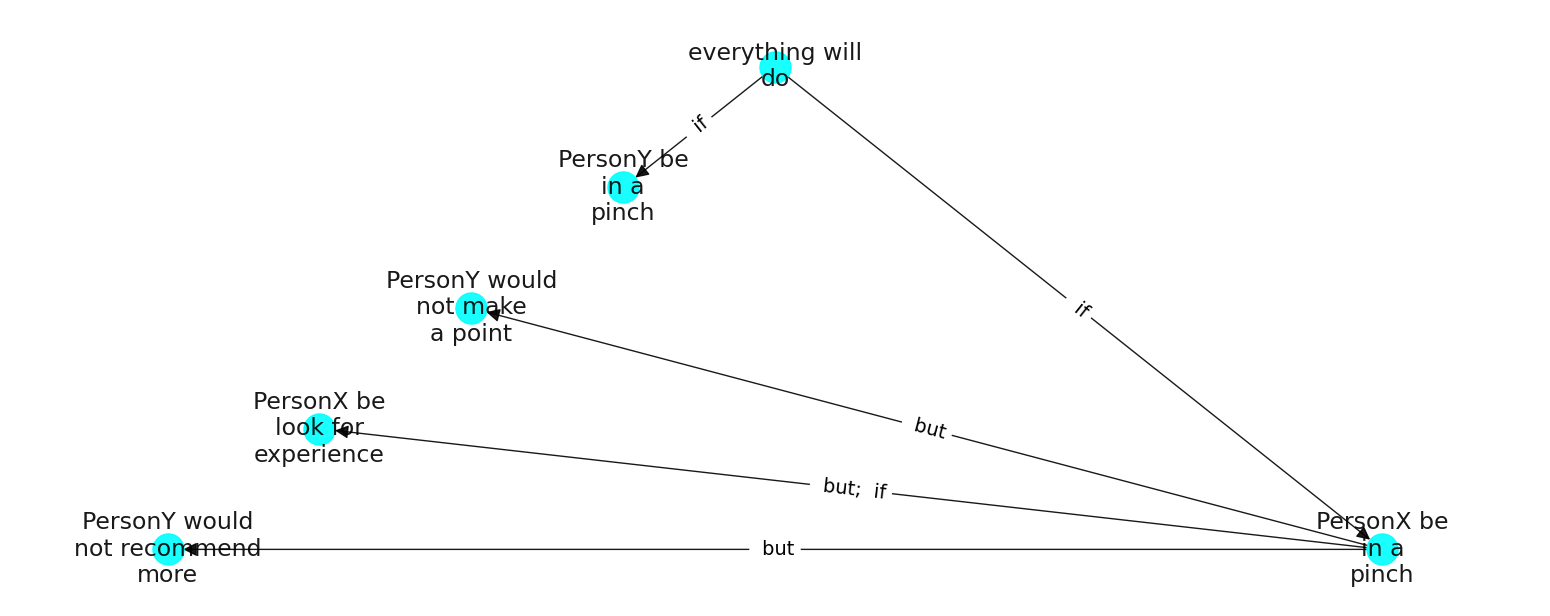 everything will
do
if
PersonY be
in a
pinch
PersonY would
not make
a point
if
but
PersonX be
look for
experience
but; if
PersonY would
not recommend
more
but
PersonX be
in a
pinch